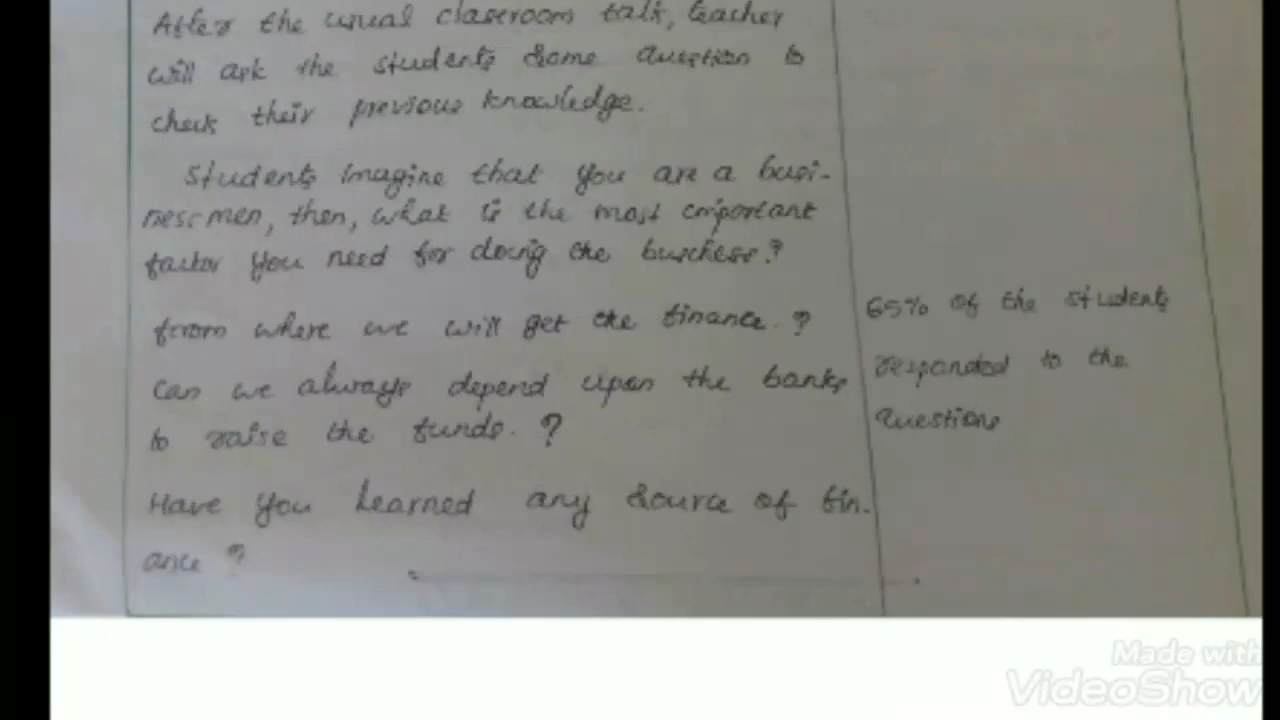 After the usual classroom talk, teacher
will ask the students some question to
check their previous knowledge.
Students imagine that you are a busi-
nessmen, then, what is the most important
factor you need for doing the business?
from where we will get the finance. ?
Can we always depend upon the banks
to raise the funds. ?
Have you learned any source of fin-
ance ?
65% of the students
responded to the
questions
Made with
VideoShow